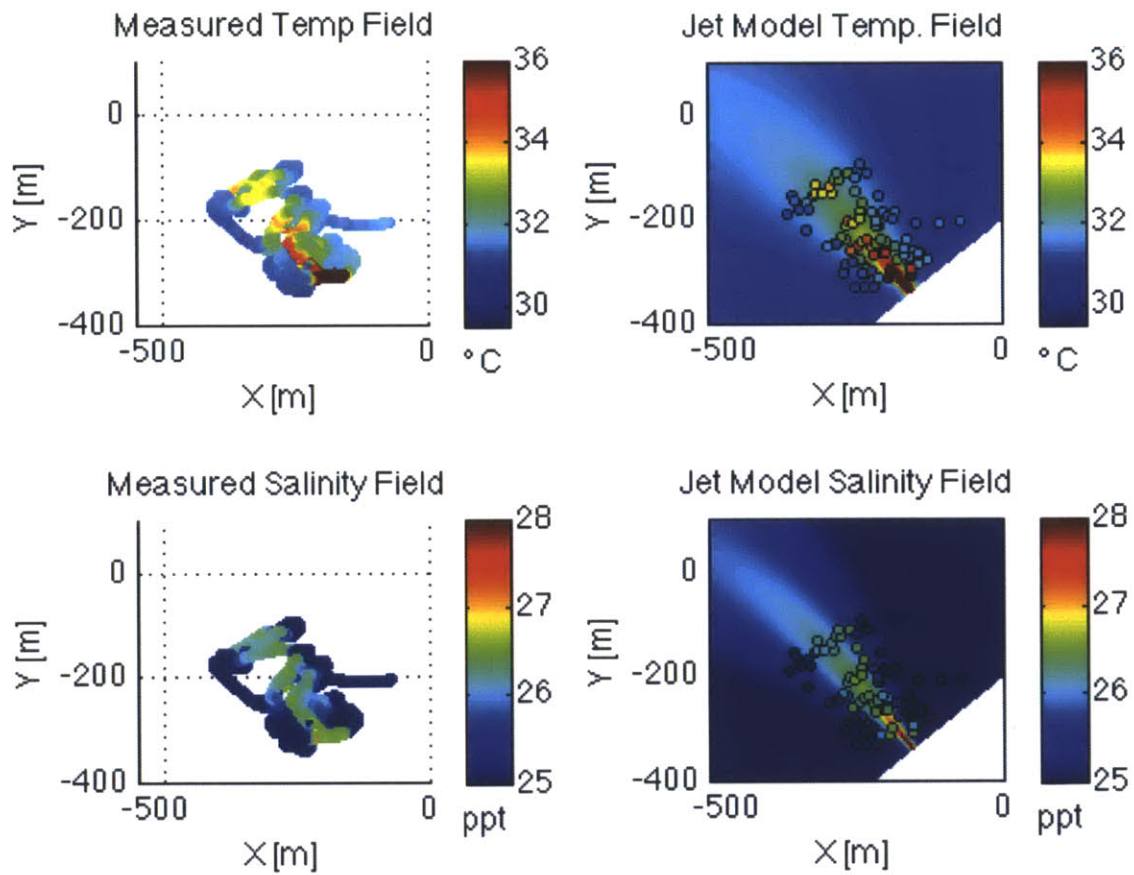 Measured Temp Field
Jet Model Temp. Field
36
34
32
30
°C
0
-200
-400
Y [m]
-500
0
X [m]
36
34
32
30
°C
0
-200
-400
Y [m]
-500
0
X [m]
Measured Salinity Field
Jet Model Salinity Field
28
27
26
25
ppt
0
-200
-400
Y [m]
-500
0
X [m]
28
27
26
25
ppt
0
-200
-400
Y [m]
-500
0
X [m]